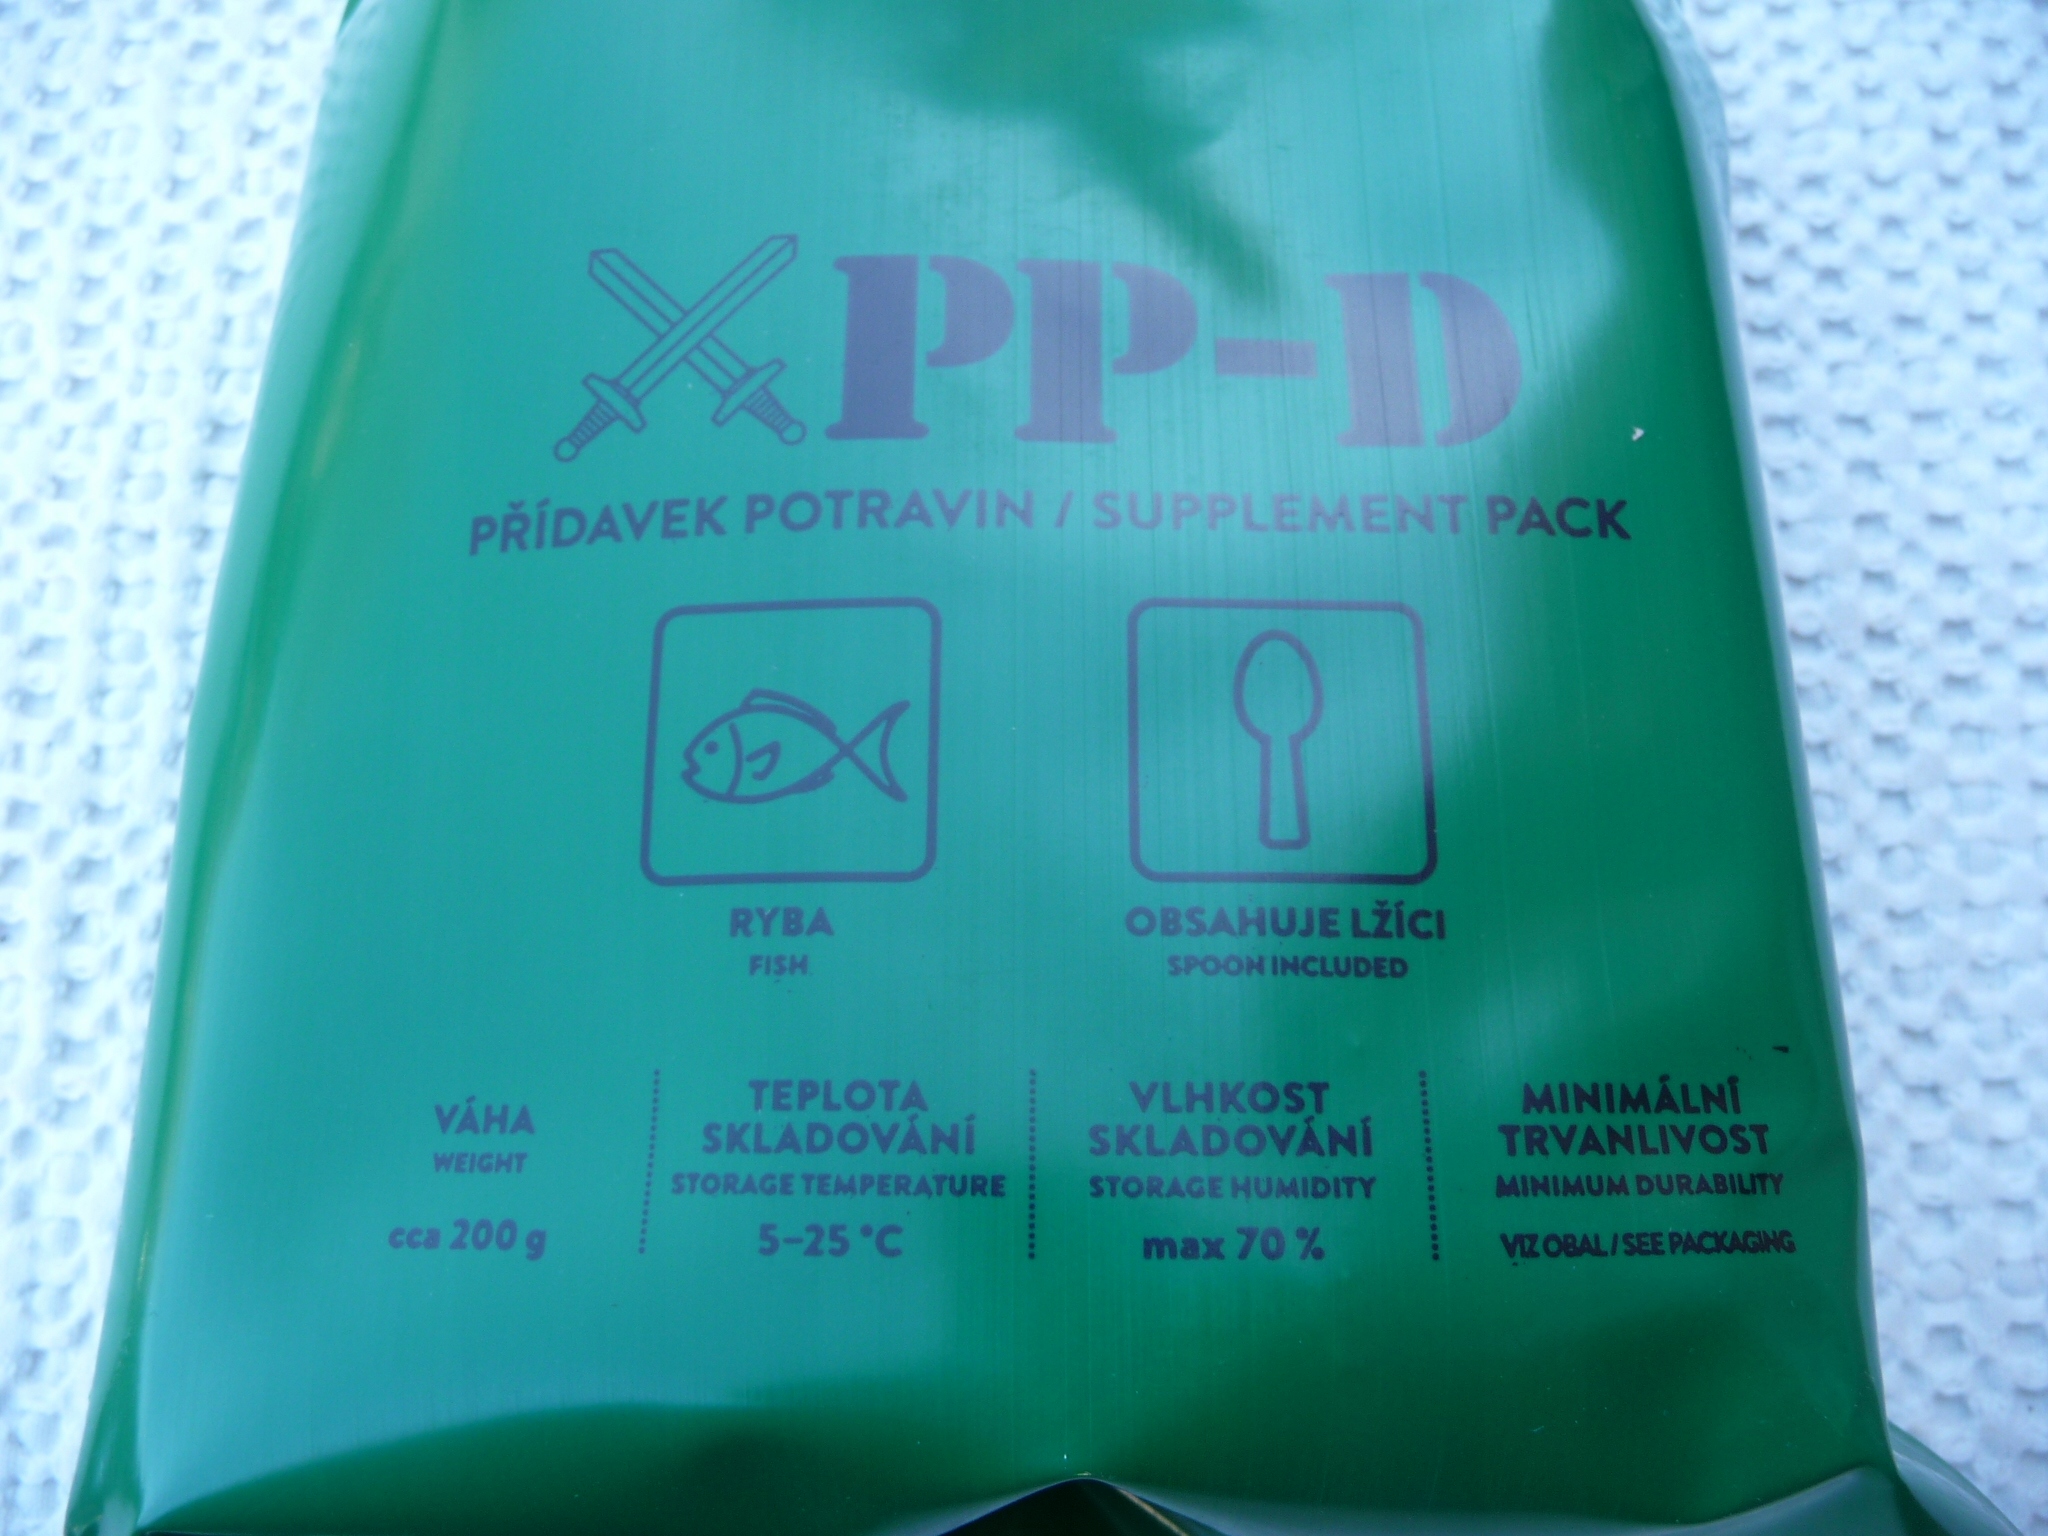 PP-D
PŘÍDAVEK POTRAVIN / SUPPLEMENT PACK
RYBA
FISH
OBSAHUJE LŽÍCI
SPOON INCLUDED
VÁHA
WEIGHT
cca 200 g
TEPLOTA
SKLADOVÁNÍ
STORAGE TEMPERATURE
5–25 °C
VLHKOST
SKLADOVÁNÍ
STORAGE HUMIDITY
max 70 %
MINIMÁLNÍ
TRVANLIVOST
MINIMUM DURABILITY
VIZ OBAL / SEE PACKAGING